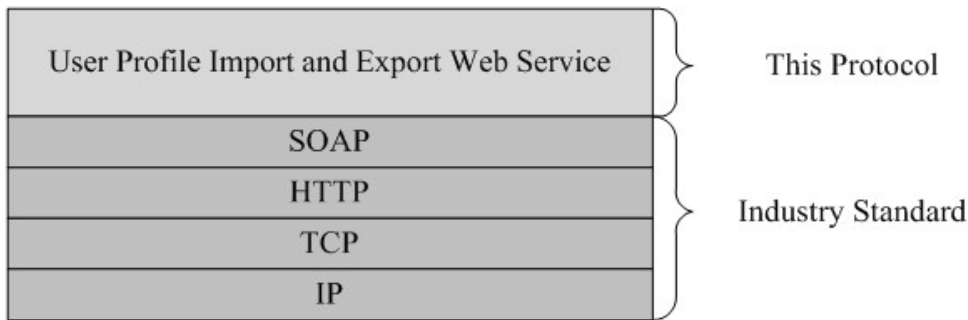 User Profile Import and Export Web Service
This Protocol
SOAP
HTTP
TCP
IP
Industry Standard